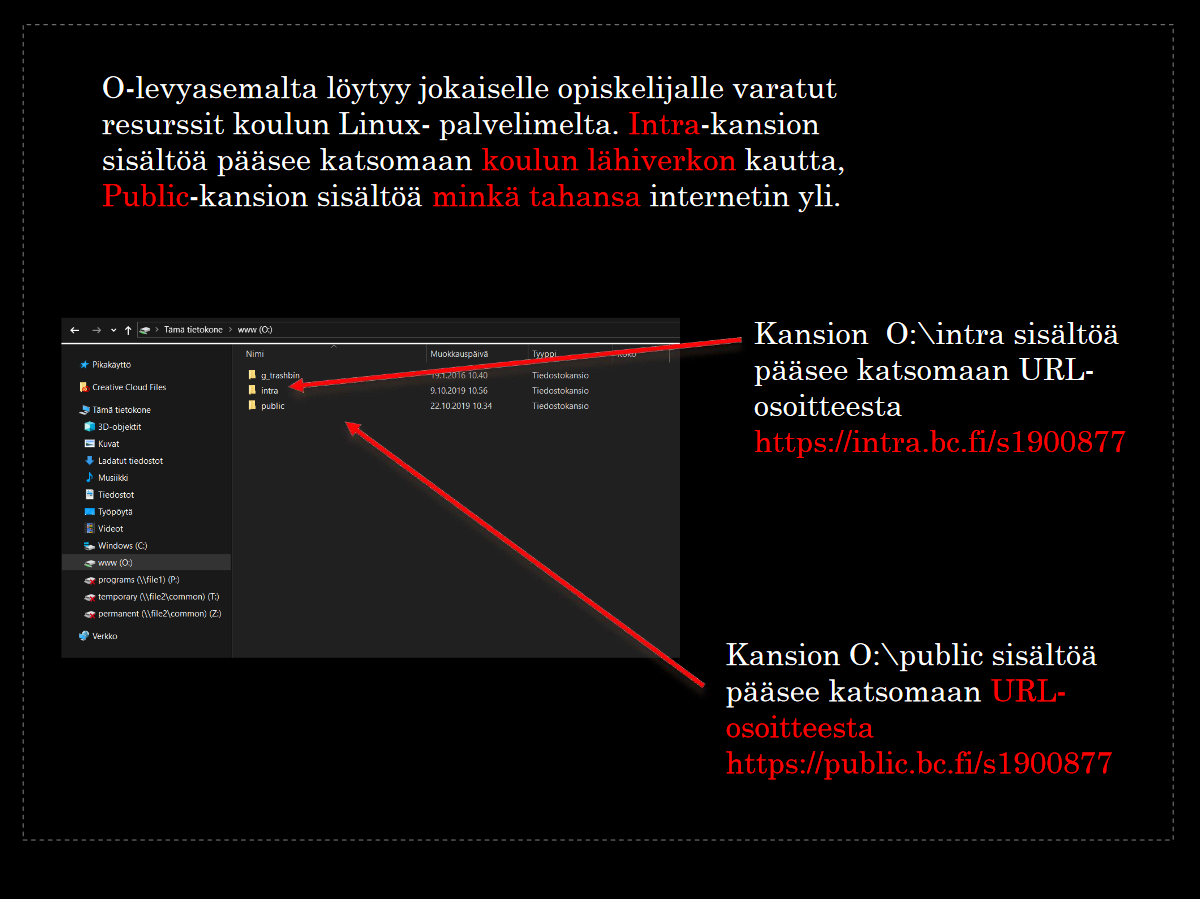 O-levyasemalta löytyy jokaiselle opiskelijalle varatut
resurssit koulun Linux- palvelimelta. Intra-kansion
sisältöä pääsee katsomaan koulun lähiverkon kautta,
Public-kansion sisältöä minkä tahansa internetin yli.
Tämä tietokone > www (O:)
Nimi Muokkauspäivä Tyyppi Koko
Pikakäyttö
Creative Cloud Files
Tämä tietokone
3D-objektit
Kuvat
Ladatut tiedostot
Musiikki
Tiedostot
Työpöytä
Videot
Windows (C:)
www (O:)
programs (\\file1) (P:)
temporary (\\file2\common) (T:)
permanent (\\file2\common) (Z:)
Verkko
g_trashbin 19.1.2016 10.40 Tiedostokansio
intra 9.10.2019 10.56 Tiedostokansio
public 22.10.2019 10.34 Tiedostokansio
Kansion O:\intra sisältöä
pääsee katsomaan URL-
osoitteesta
https://intra.bc.fi/s1900877
Kansion O:\public sisältöä
pääsee katsomaan URL-
osoitteesta
https://public.bc.fi/s1900877